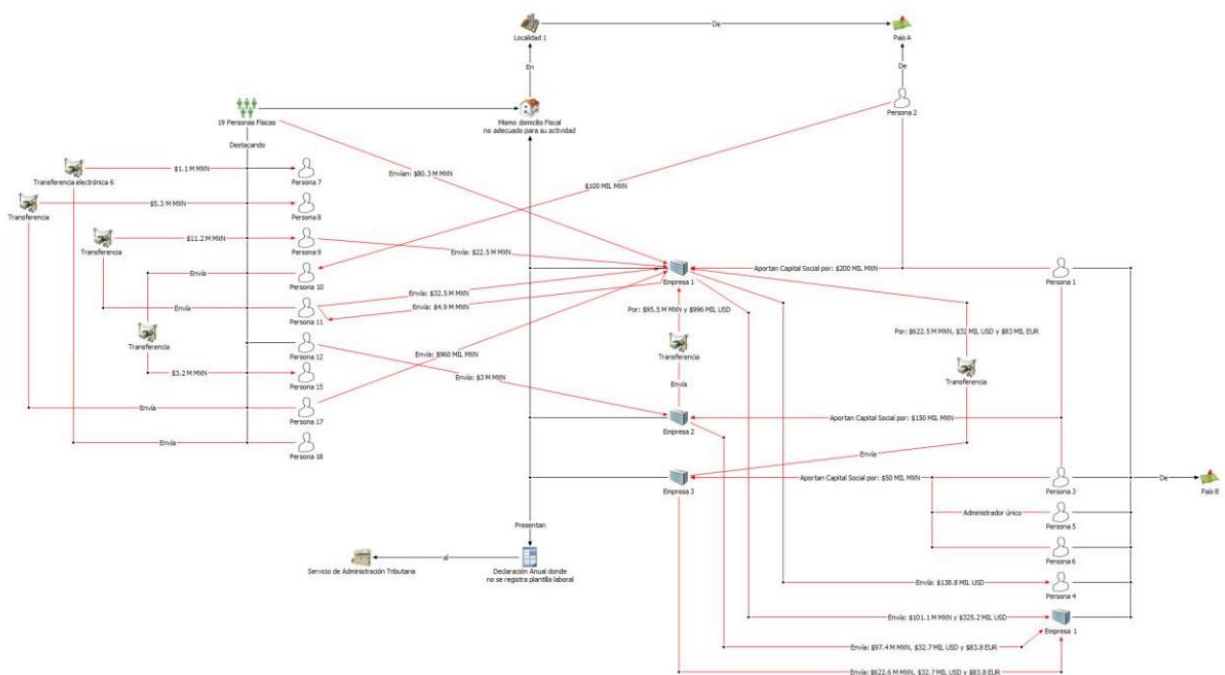 Localidad 1
De
País A
En
De
19 Personas Físicas
Mismo domicilio Fiscal
no adecuado para su actividad
Persona 2
Destacando
Envían: $80.3 M MXN
$1.1 M MXN
Transferencia electrónica 6
Persona 7
$100 MIL MXN
$5.3 M MXN
Transferencia
Persona 8
$11.2 M MXN
Transferencia
Persona 9
Envía: $22.5 M MXN
Envía
Persona 10
Aportan Capital Social por: $200 MIL MXN
Empresa 1
Persona 1
Envía: $32.5 M MXN
Envía: $4.9 M MXN
Envía
Persona 11
Por: $95.5 M MXN y $996 MIL USD
Por: $622.5 M MXN, $32 MIL USD y $83 MIL EUR
Transferencia
Persona 12
Envía: $960 MIL MXN
Transferencia
Transferencia
$3.2 M MXN
Persona 15
Envía: $3 M MXN
Envía
Envía
Persona 17
Empresa 2
Aportan Capital Social por: $150 MIL MXN
Envía
Persona 18
Envía
Empresa 3
Aportan Capital Social por: $50 MIL MXN
Persona 3
De
País B
Administrador único
Persona 5
Presentan
Persona 6
Servicio de Administración Tributaria
al
Declaración Anual donde
no se registra plantilla laboral
Envía: $138.8 MIL USD
Persona 4
Envía: $101.1 M MXN y $325.2 MIL USD
Empresa 1
Envía: $97.4 M MXN, $32.7 MIL USD y $83.8 EUR
Envía: $622.6 M MXN, $32.7 MIL USD y $83.8 EUR